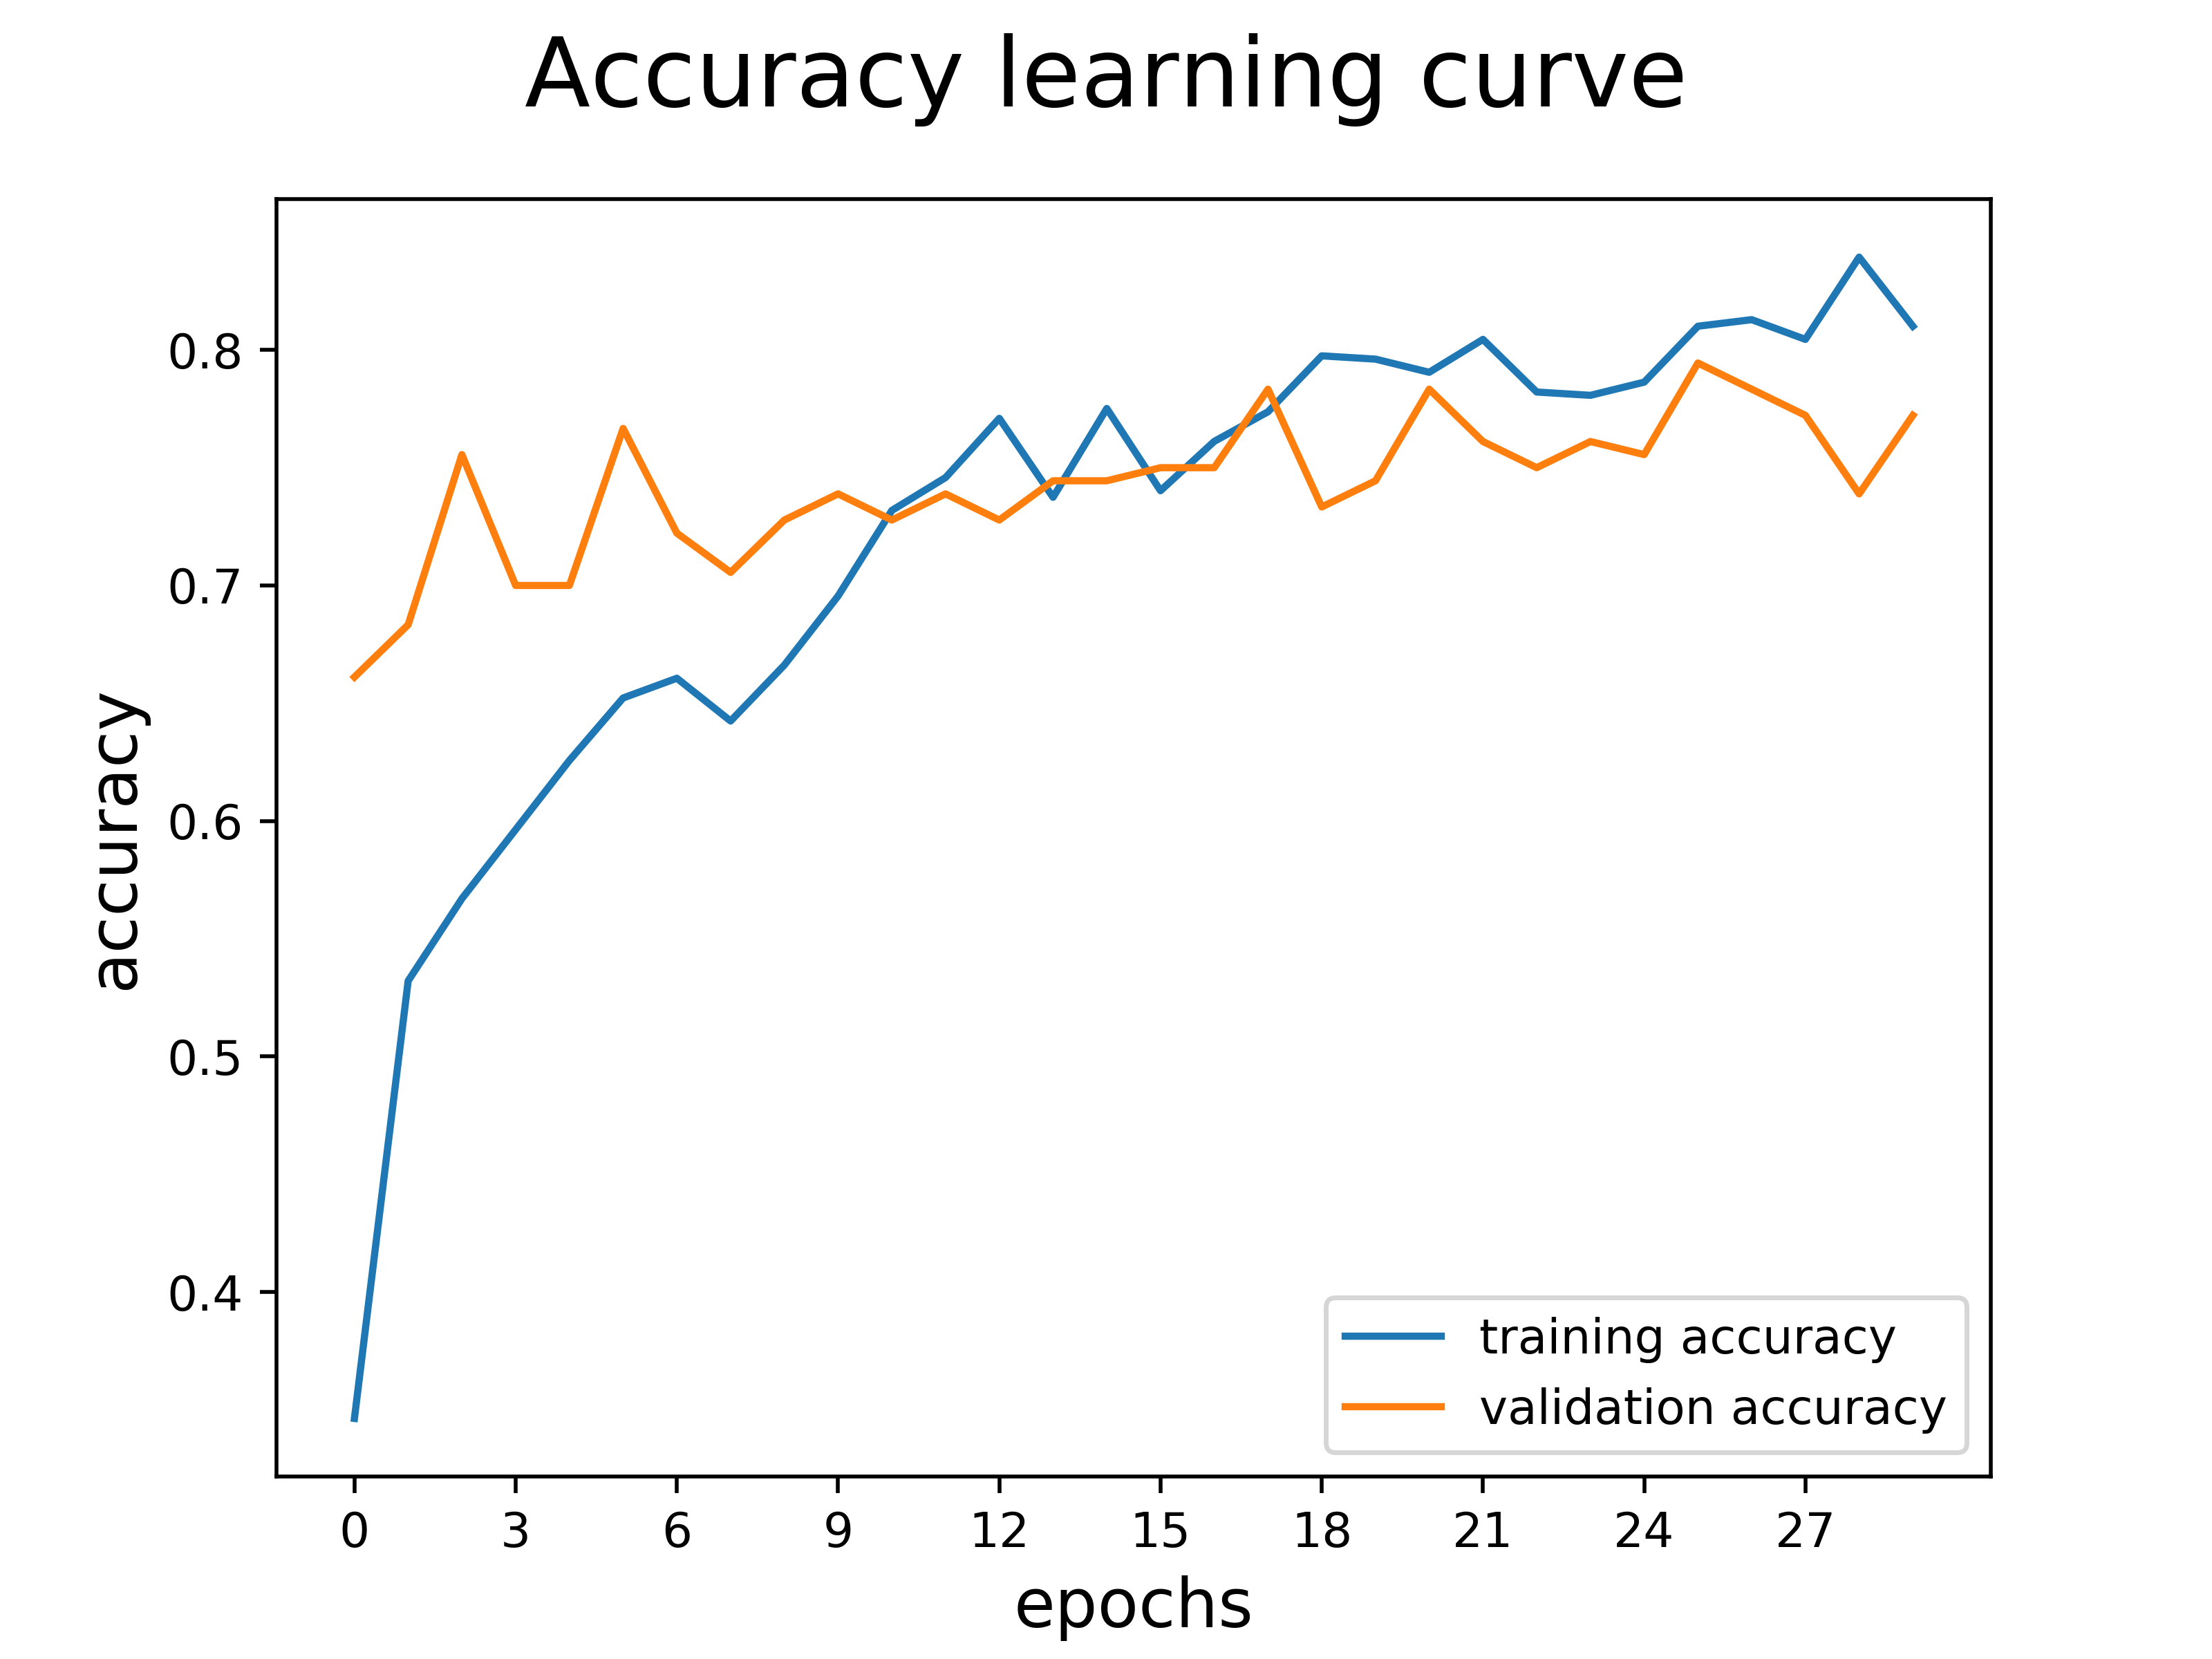 Accuracy learning curve
accuracy
0.8
0.7
0.6
0.5
0.4
training accuracy
validation accuracy
0 3 6 9 12 15 18 21 24 27
epochs